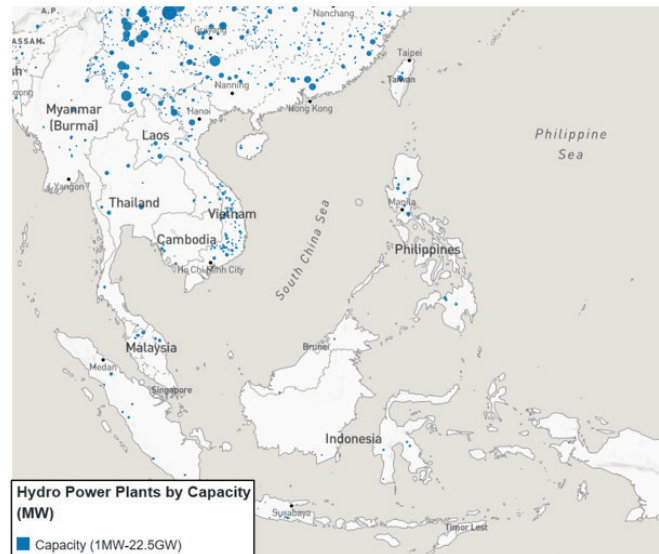 A.P.
Nanchang
Guiyang
ASSAM
Taipei
Taiwan
Nanning
Hong Kong
Myanmar
(Burma)
Hanoi
Laos
Philippine
Sea
Yangon
Thailand
Vietnam
Manila
Cambodia
South China Sea
Philippines
Ho Chi Minh City
Malaysia
Brunei
Medan
Singapore
Indonesia
Hydro Power Plants by Capacity
(MW)
Capacity (1MW-22.5GW)
Surabaya
Timor Lest